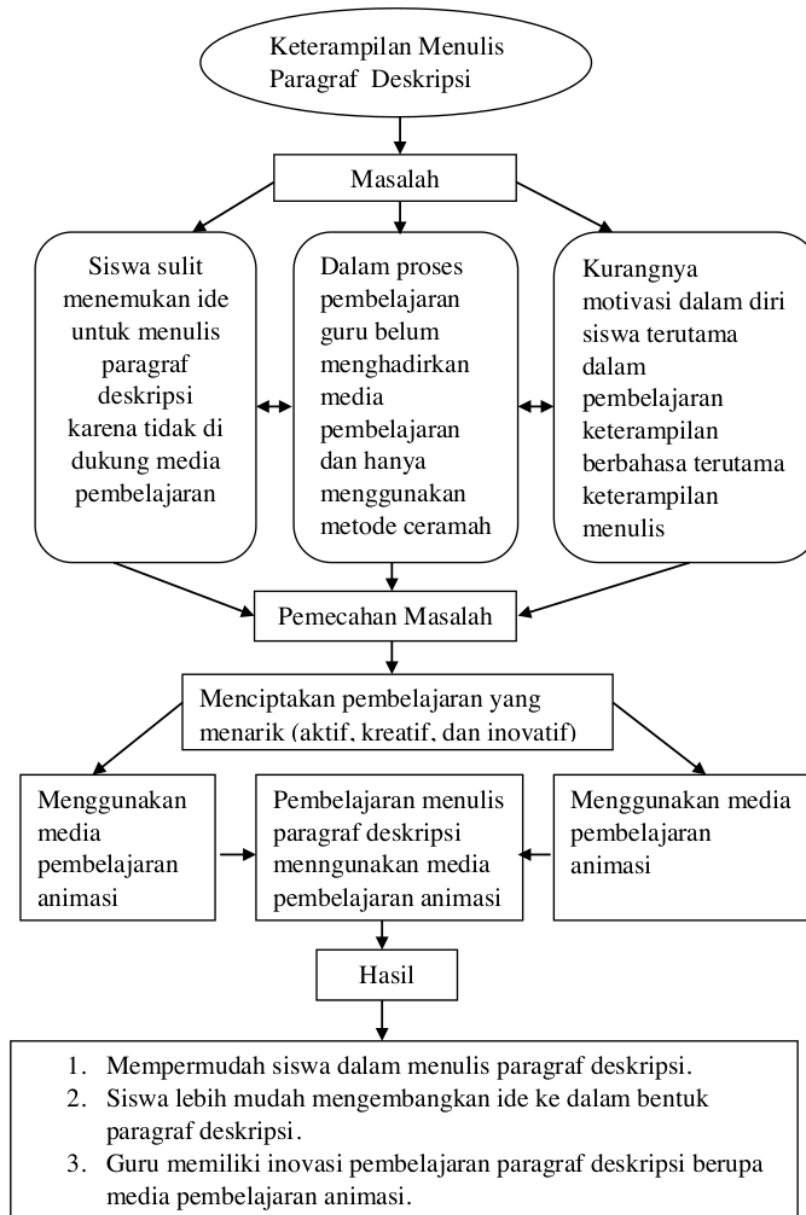 Keterampilan Menulis
Paragraf Deskripsi
Masalah
Siswa sulit
menemukan ide
untuk menulis
paragraf
deskripsi
karena tidak di
dukung media
pembelajaran
Dalam proses
pembelajaran
guru belum
menghadirkan
media
pembelajaran
dan hanya
menggunakan
metode ceramah
Kurangnya
motivasi dalam diri
siswa terutama
dalam
pembelajaran
keterampilan
berbahasa terutama
keterampilan
menulis
Pemecahan Masalah
Menciptakan pembelajaran yang
menarik (aktif, kreatif, dan inovatif)
Menggunakan
media
pembelajaran
animasi
Pembelajaran menulis
paragraf deskripsi
menngunakan media
pembelajaran animasi
Menggunakan media
pembelajaran
animasi
Hasil
1. Mempermudah siswa dalam menulis paragraf deskripsi.
2. Siswa lebih mudah mengembangkan ide ke dalam bentuk
paragraf deskripsi.
3. Guru memiliki inovasi pembelajaran paragraf deskripsi berupa
media pembelajaran animasi.